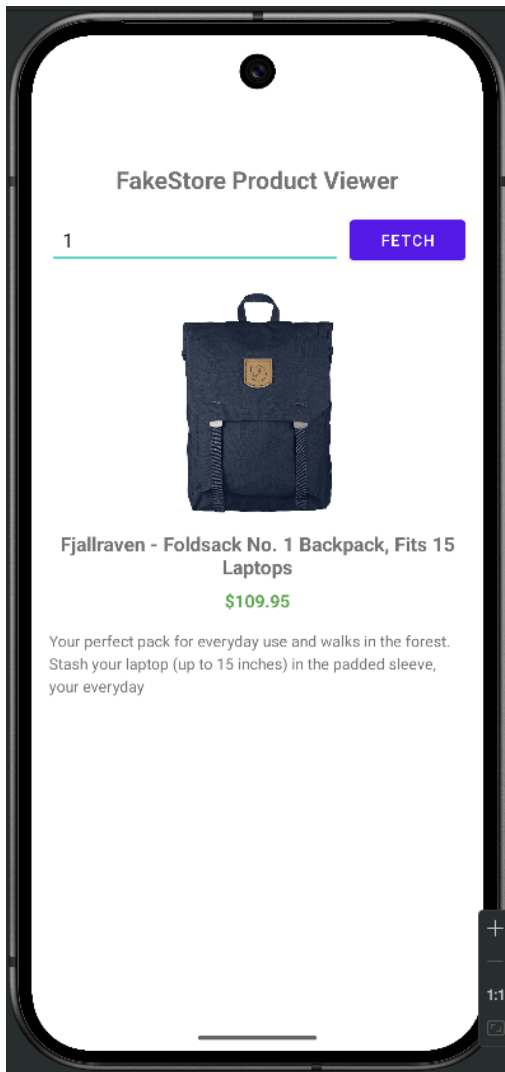 FakeStore Product Viewer
1
FETCH
Fjallraven - Foldsack No. 1 Backpack, Fits 15
Laptops
$109.95
Your perfect pack for everyday use and walks in the forest.
Stash your laptop (up to 15 inches) in the padded sleeve,
your everyday
1:1